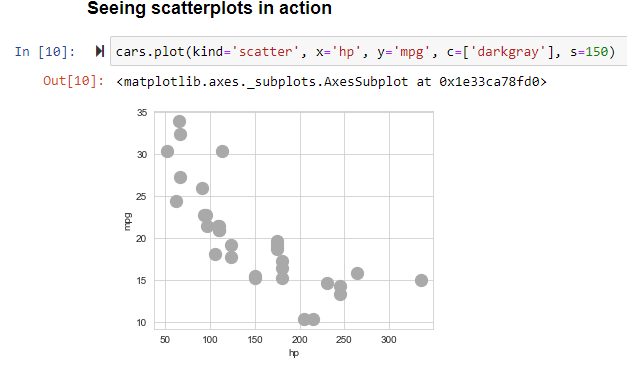 Seeing scatterplots in action
In [10]: cars.plot(kind='scatter', x='hp', y='mpg', c=['darkgray'], s=150)
Out[10]: <matplotlib.axes._subplots.AxesSubplot at 0x1e33ca78fd0>
35
30
25
20
15
10
mpg
50 100 150 200 250 300
hp